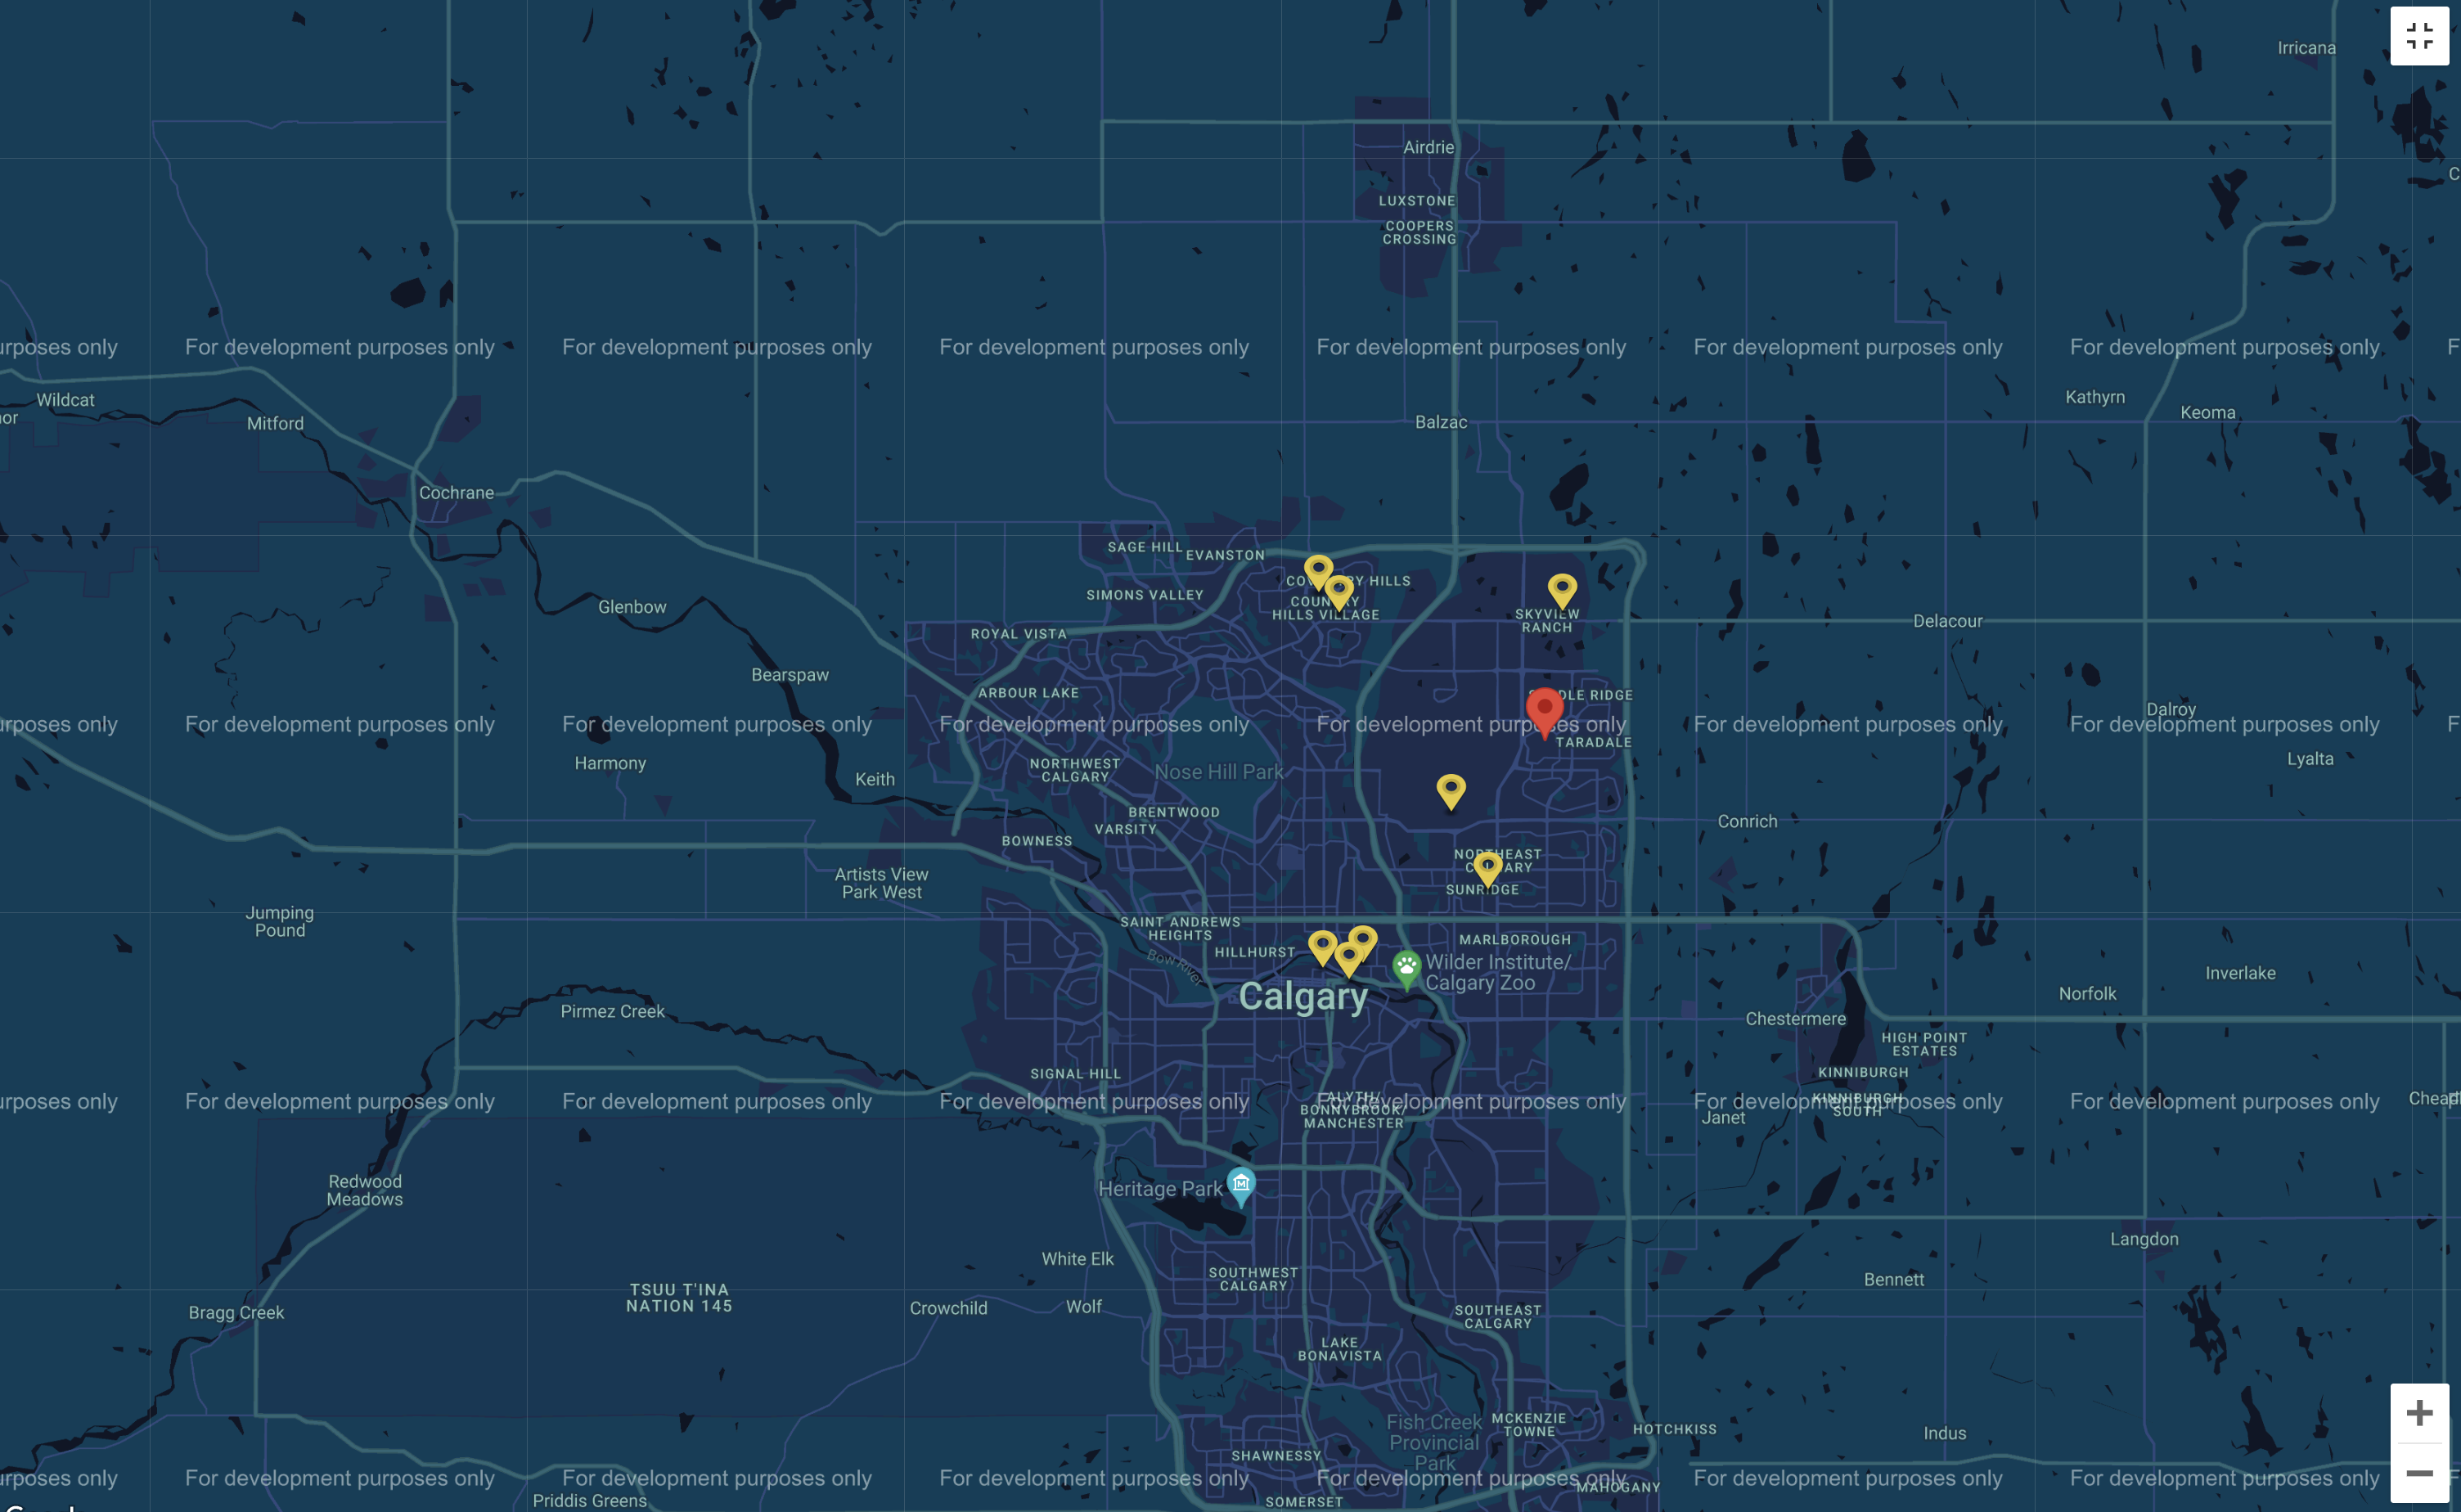 Irricana
Airdrie
LUXSTONE
COOPERS
CROSSING
urposes only
For development purposes only
For development purposes only
For development purposes only
For development purposes only
For development purposes only
For development purposes only
F
Wildcat
Mitford
Balzac
Kathyrn
Keoma
Cochrane
SAGE HILL
EVANSTON
SIMONS VALLEY
HILLS
HILLS VILLAGE
Glenbow
SKYVIEW
RANCH
Delacour
ROYAL VISTA
Bearspaw
ARBOUR LAKE
RIDGE
urposes only
For development purposes only
For development purposes only
For development purposes only
For development purposes only
For development purposes only
For development purposes only
F
Dalroy
TARADALE
Harmony
Keith
NORTHWEST
CALGARY
Nose Hill Park
Lyalta
BRENTWOOD
VARSITY
BOWNESS
Conrich
NORTHEAST
SUNRIDGE
Artists View
Park West
Jumping
Pound
SAINT ANDREWS
HEIGHTS
HILLHURST
MARLBOROUGH
Bow River
Wilder Institute/
Calgary Zoo
Calgary
Inverlake
Norfolk
Pirmez Creek
Chestermere
HIGH POINT
ESTATES
SIGNAL HILL
KINNIBURGH
urposes only
For development purposes only
For development purposes only
For development purposes only
For development purposes only
For development purposes only
For development purposes only
ALYTH/
BONNYBROOK/
MANCHESTER
KINNIBURGH
SOUTH
Janet
Redwood
Meadows
Heritage Park
White Elk
Langdon
SOUTHWEST
CALGARY
Bennett
TSUU T'INA
NATION 145
Bragg Creek
Crowchild
Wolf
SOUTHEAST
CALGARY
LAKE
BONAVISTA
Fish Creek
Provincial
Park
MCKENZIE
TOWNE
HOTCHKISS
Indus
SHAWNESSY
urposes only
For development purposes only
For development purposes only
For development purposes only
For development purposes only
For development purposes only
For development purposes only
F
MAHOGANY
Priddis Greens
SOMERSET